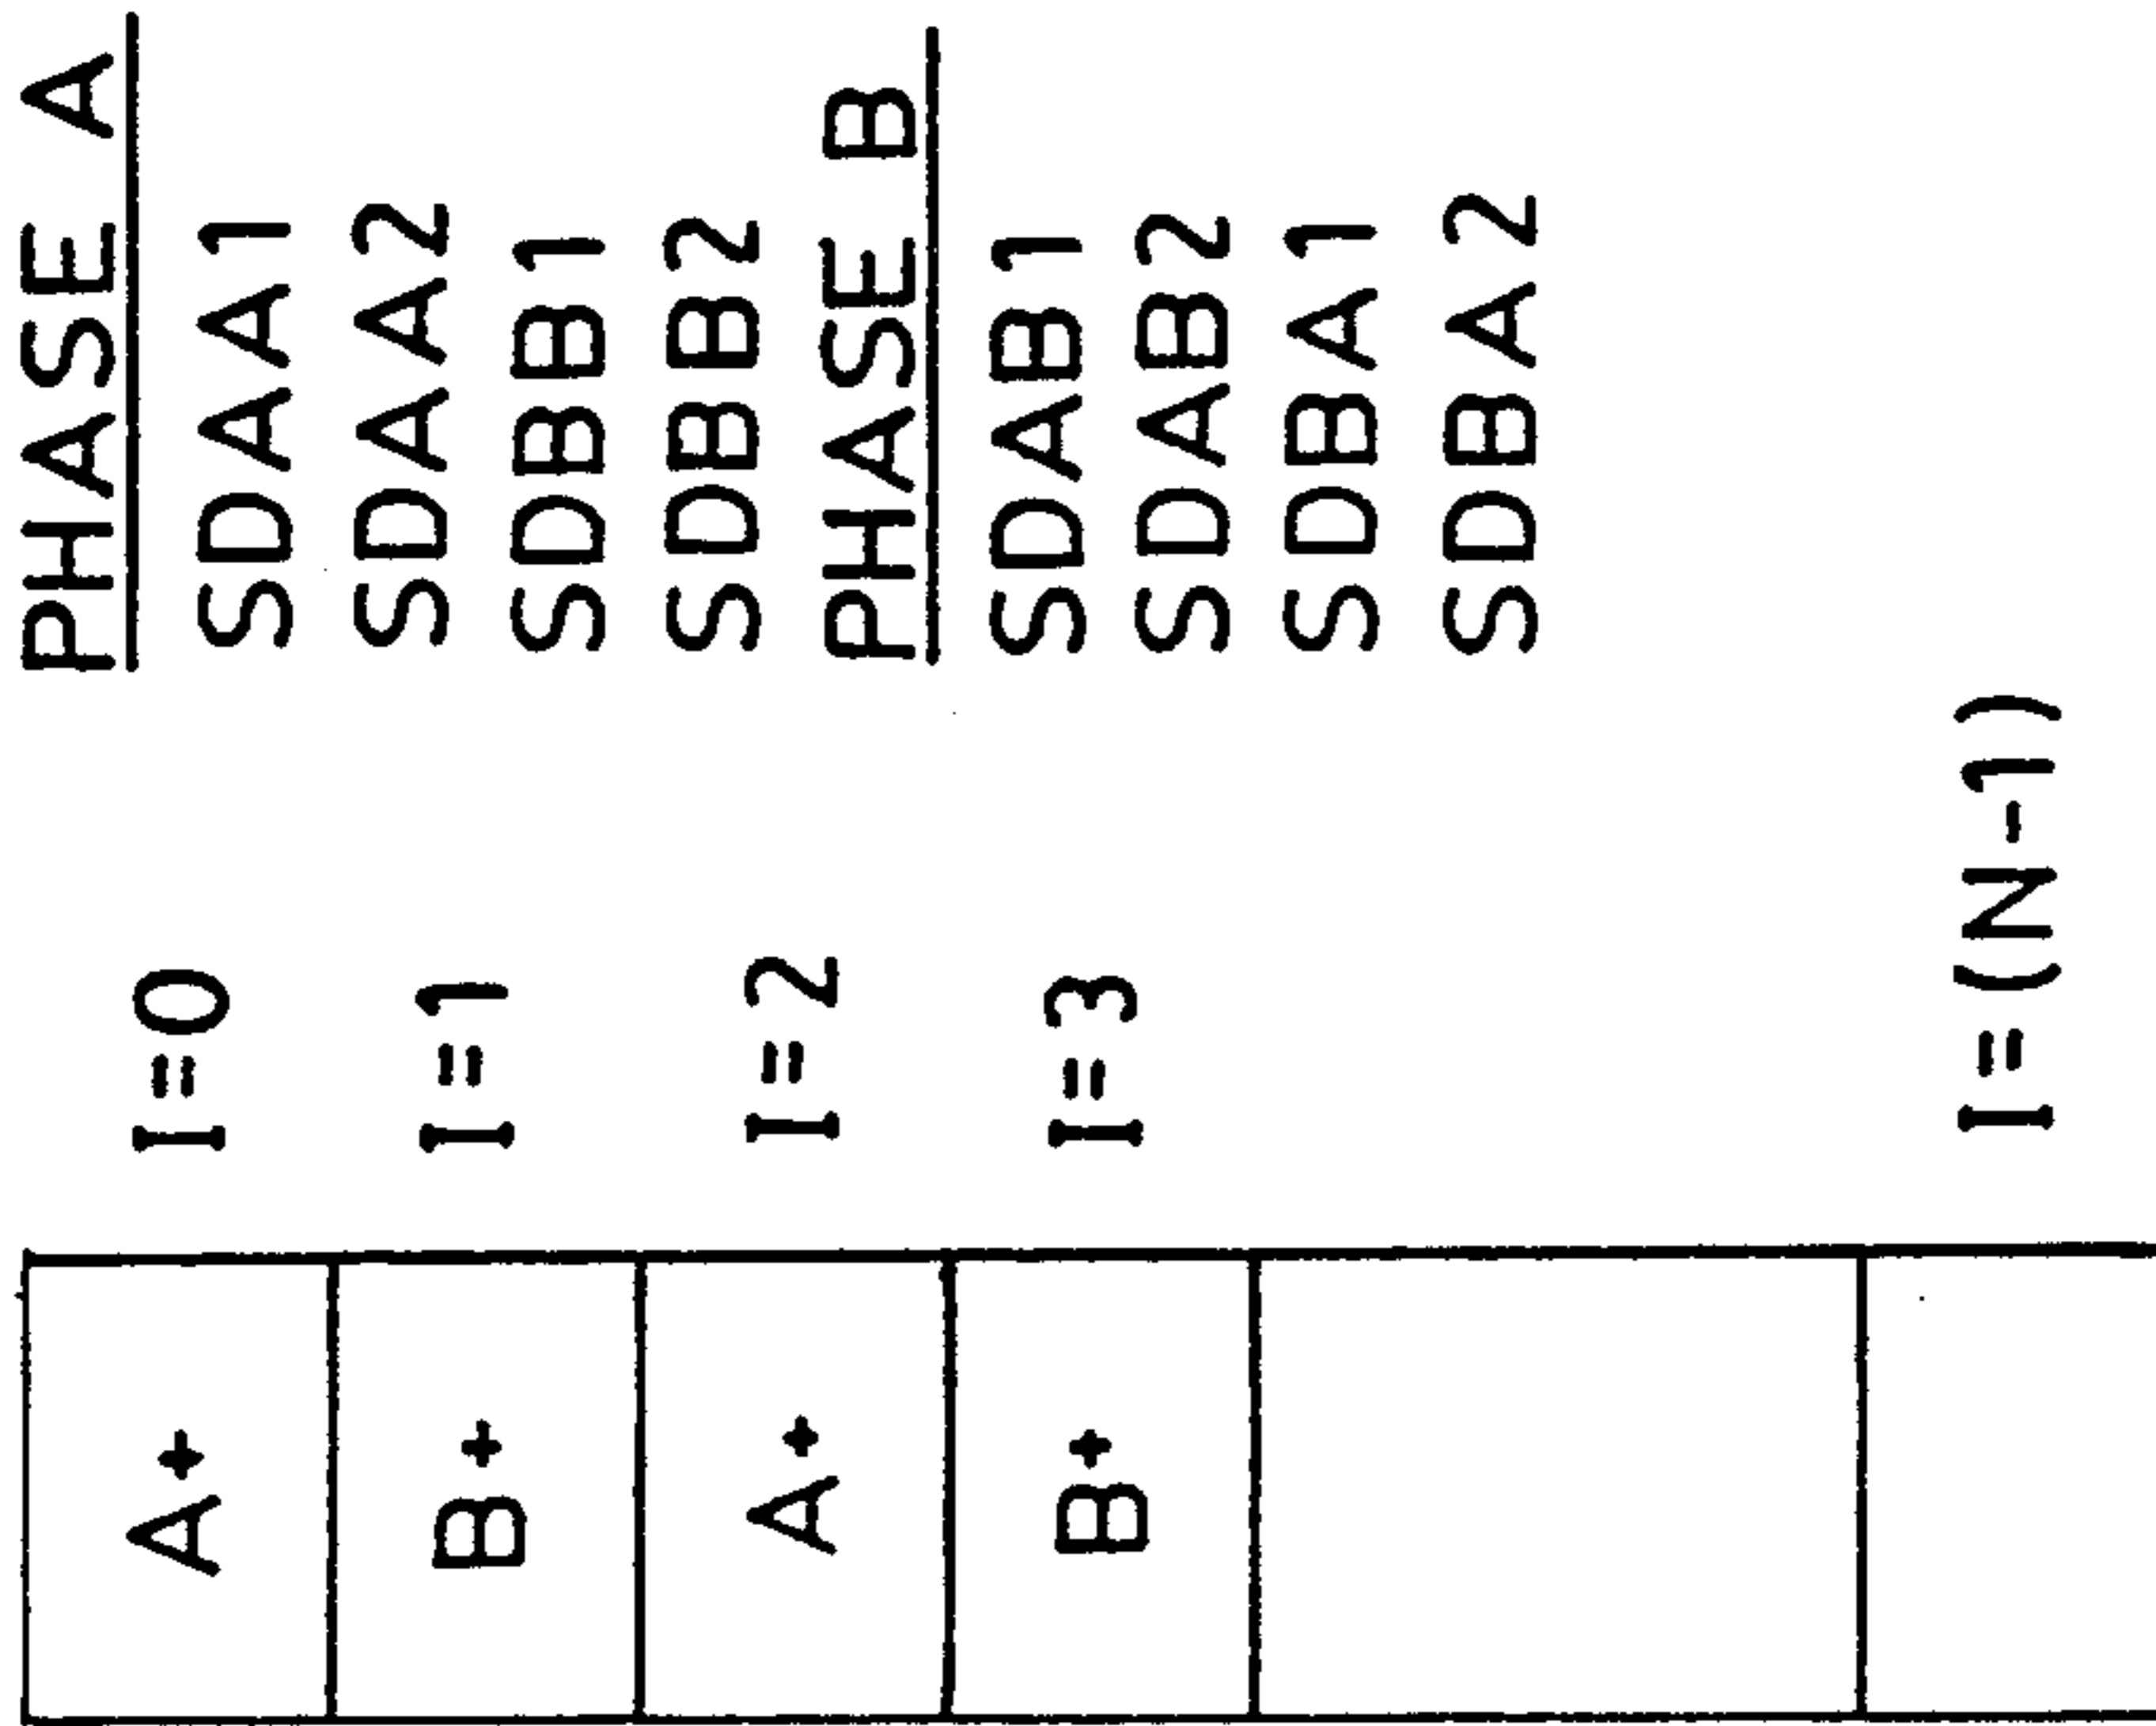 A+ I=0
B+ I=1
A+ I=2
B+ I=3
I=(N-1)
PHASE A
SDAA1
SDAA2
SDBB1
SDBB2
PHASE B
SDAB1
SDAB2
SDBA1
SDBA2